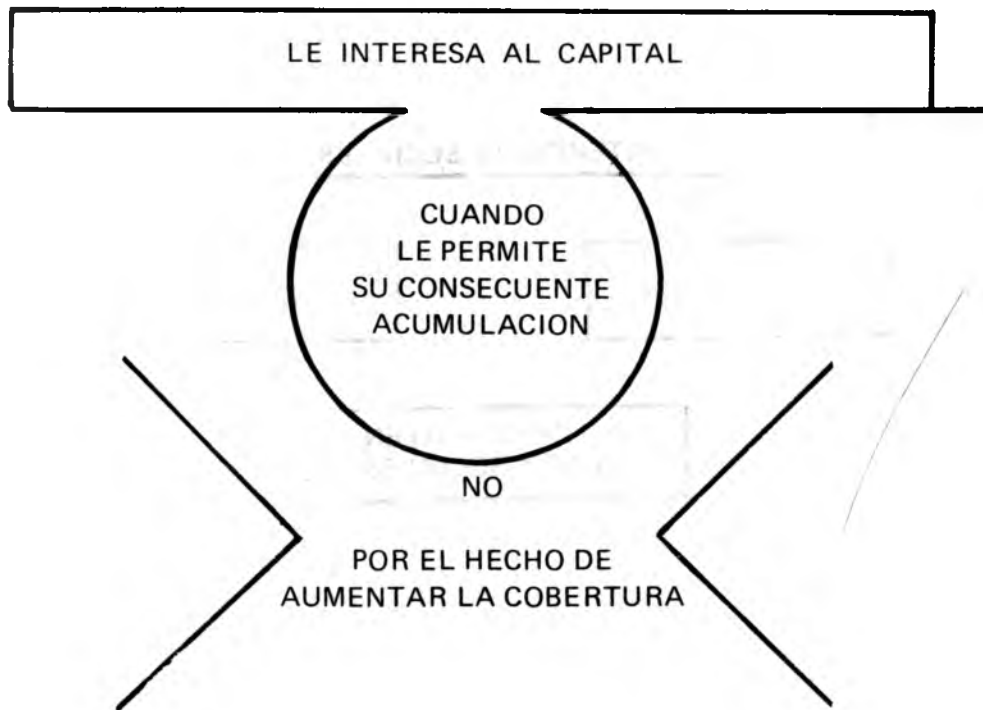 LE INTERESA AL CAPITAL
CUANDO
LE PERMITE
SU CONSECUENTE
ACUMULACION
NO
POR EL HECHO DE
AUMENTAR LA COBERTURA